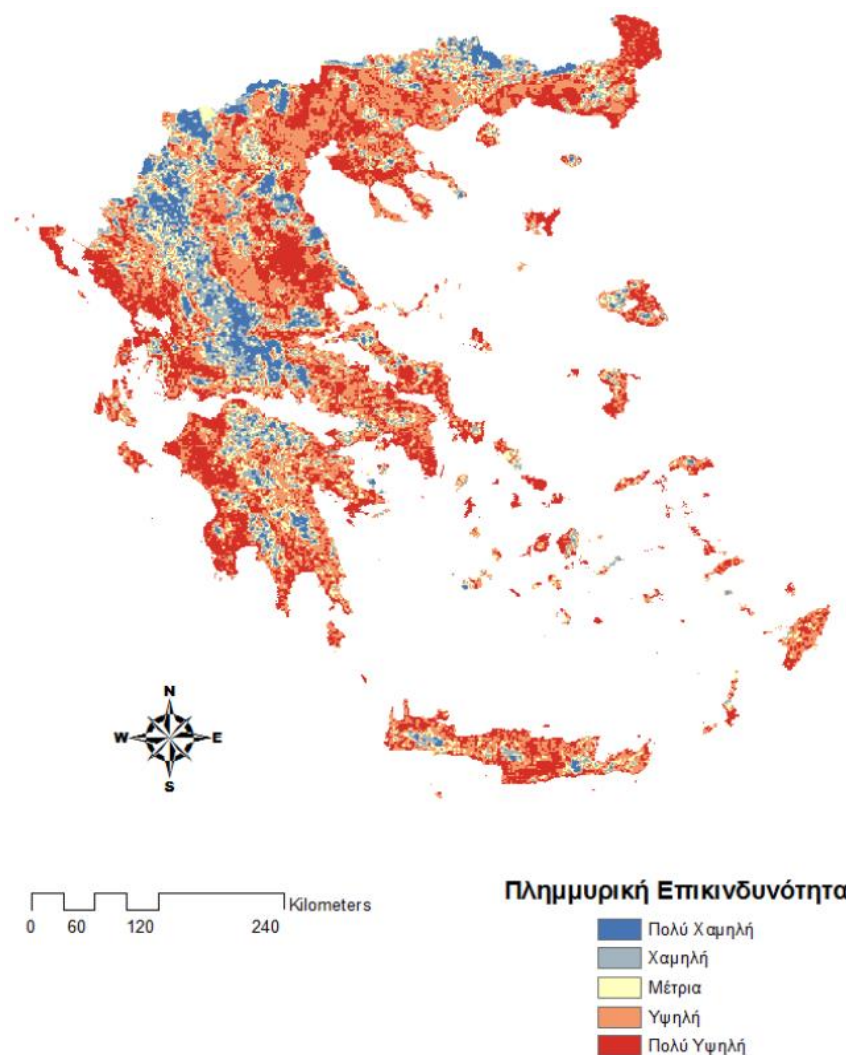 N
W E
S
Kilometers
0 60 120 240
Πλημμυρική Επικινδυνότητα
Πολύ Χαμηλή
Χαμηλή
Μέτρια
Υψηλή
Πολύ Υψηλή